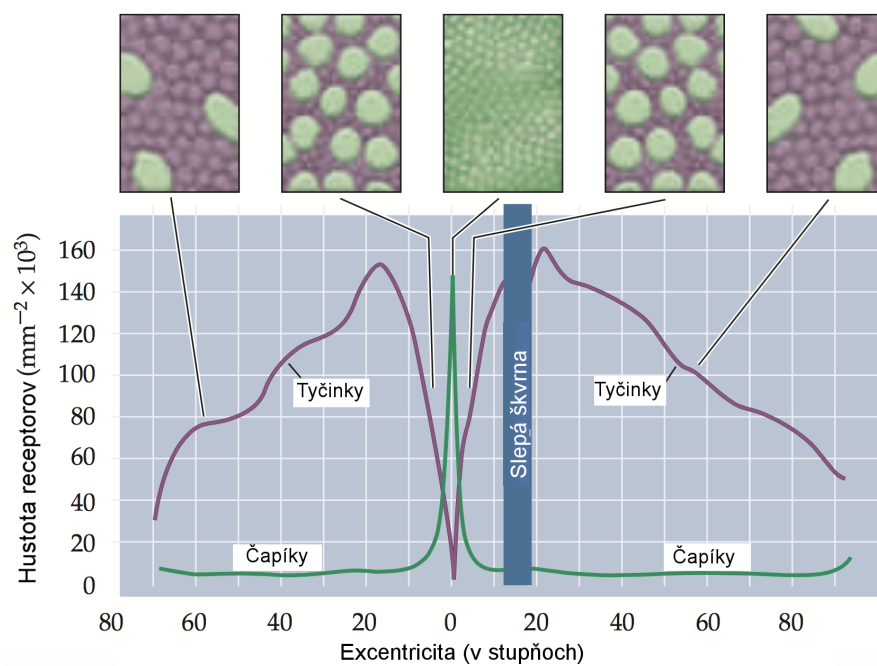 Hustota receptorov (mm⁻² × 10³)
160
140
120
100
80
60
40
20
0
Tyčinky
Tyčinky
Slepá škvrna
Čapíky
Čapíky
80 60 40 20 0 20 40 60 80
Excentricita (v stupňoch)